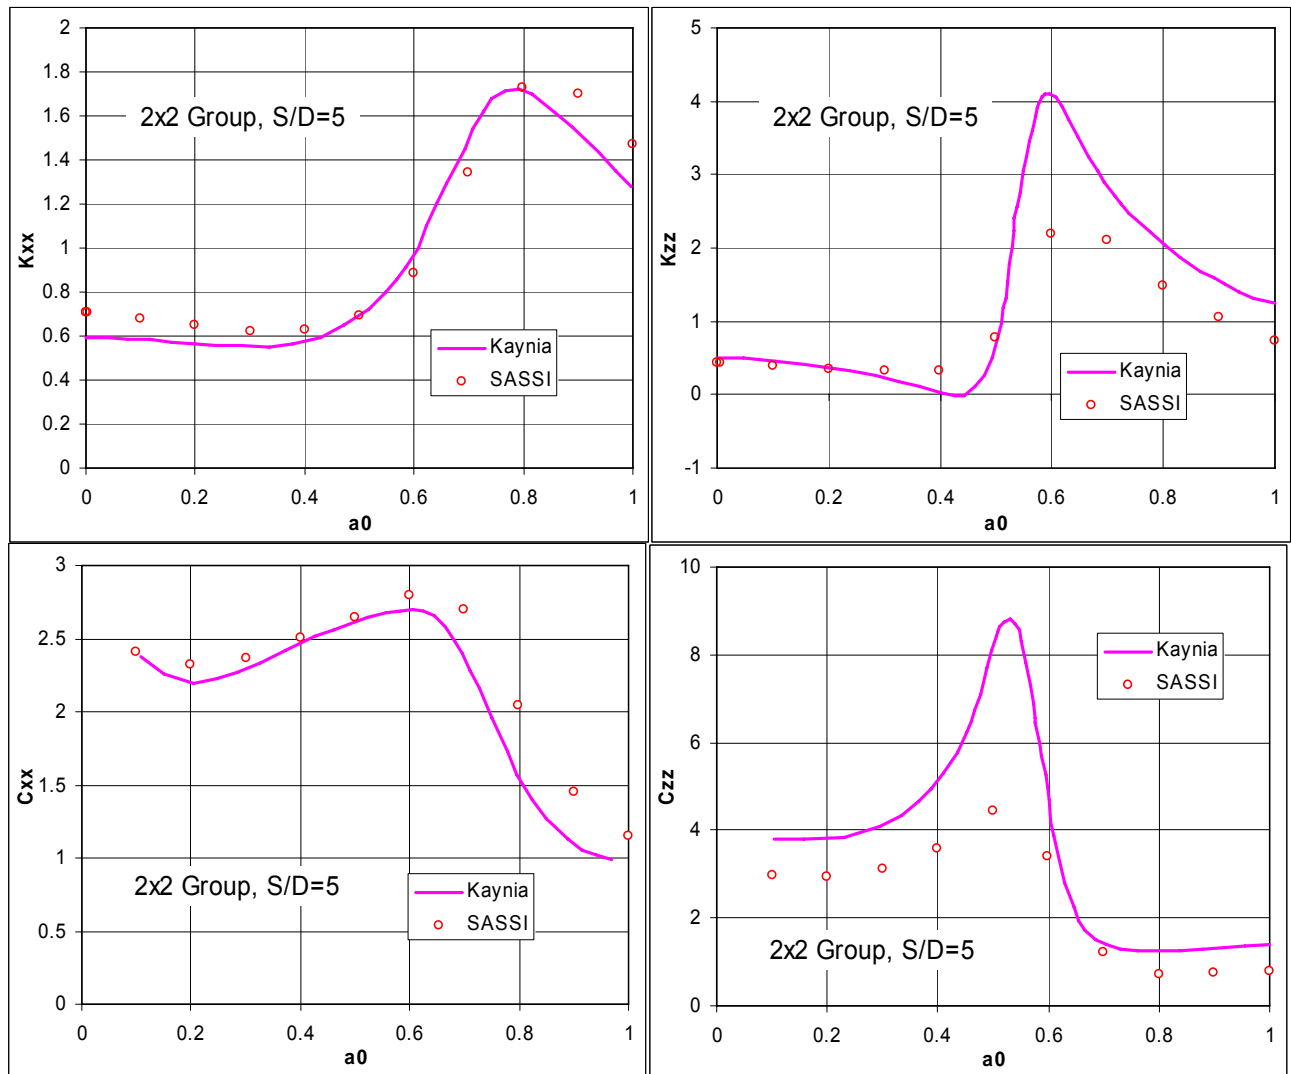 2
1.8
1.6
1.4
1.2
1
0.8
0.6
0.4
0.2
0
Kxx
2x2 Group, S/D=5
Kaynia
SASSI
0 0.2 0.4 0.6 0.8 1
a0
5
4
3
2
1
0
-1
Kzz
2x2 Group, S/D=5
Kaynia
SASSI
0 0.2 0.4 0.6 0.8 1
a0
3
2.5
2
1.5
1
0.5
0
Cxx
2x2 Group, S/D=5
Kaynia
SASSI
0 0.2 0.4 0.6 0.8 1
a0
10
8
6
4
2
0
Czz
Kaynia
SASSI
2x2 Group, S/D=5
0 0.2 0.4 0.6 0.8 1
a0